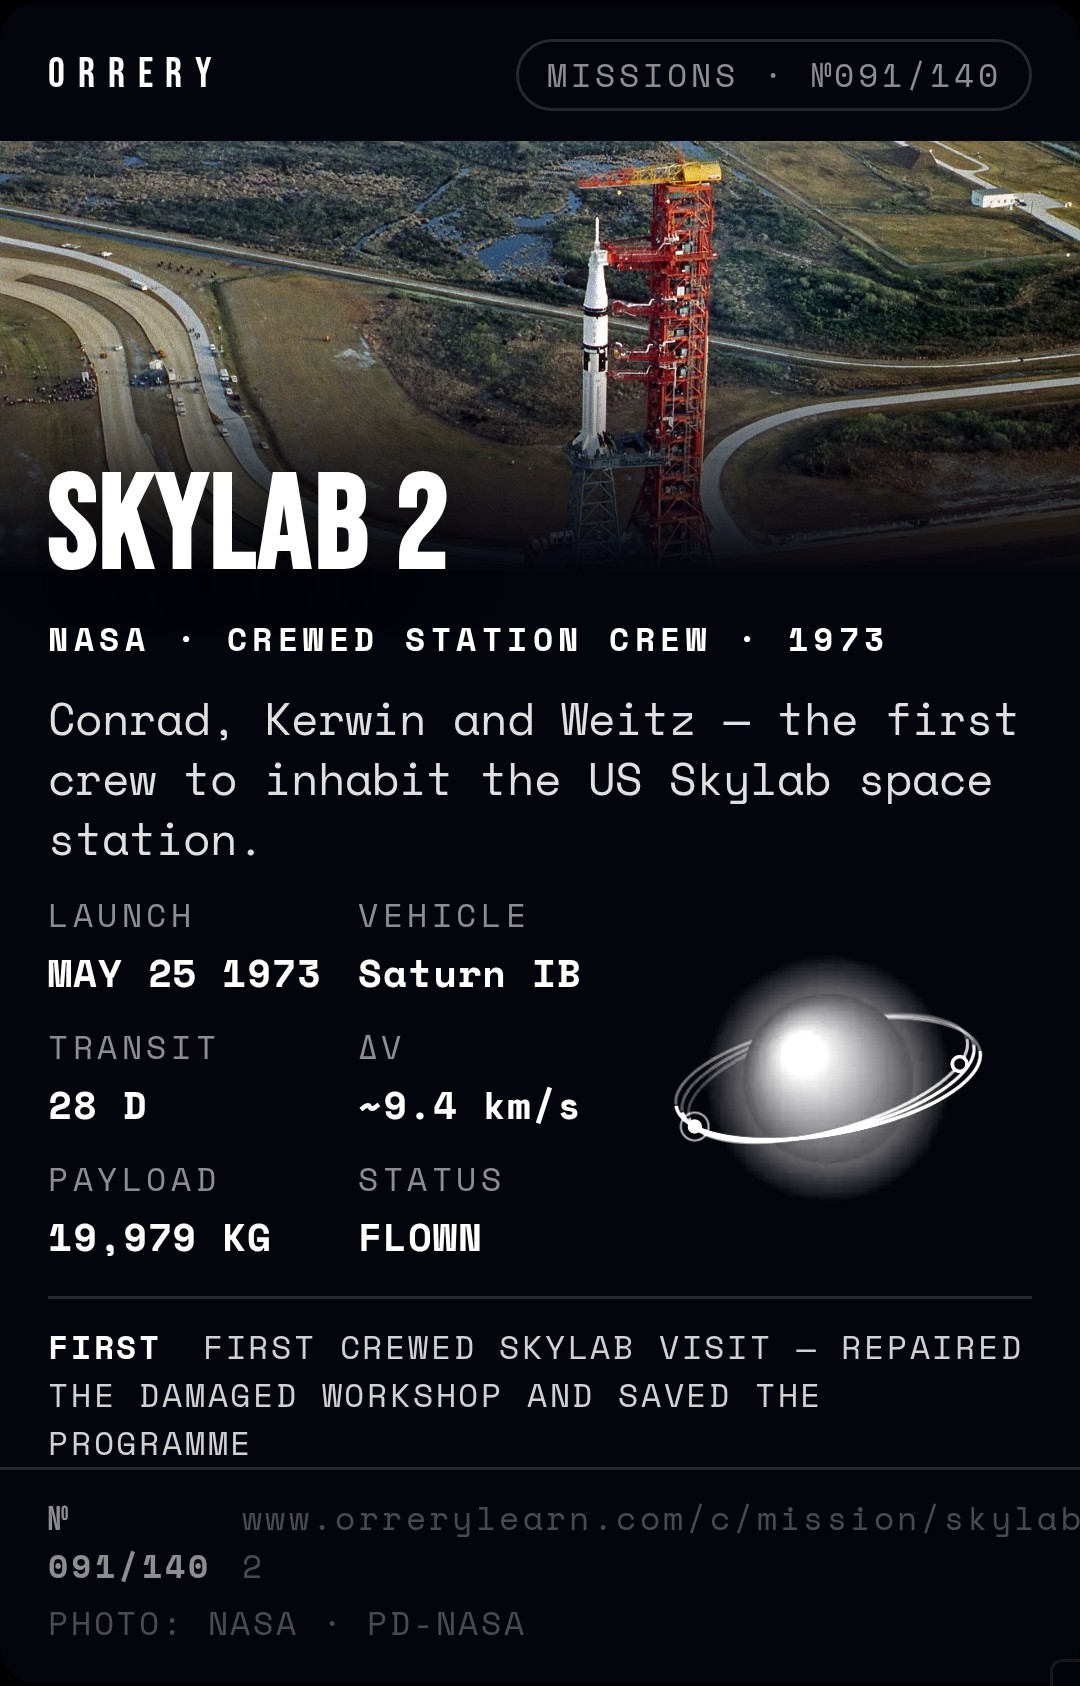 ORRERY
MISSIONS · №091/140
SKYLAB 2
NASA · CREWED STATION CREW · 1973
Conrad, Kerwin and Weitz — the first
crew to inhabit the US Skylab space
station.
LAUNCH VEHICLE
MAY 25 1973 Saturn IB
TRANSIT ΔV
28 D ~9.4 km/s
PAYLOAD STATUS
19,979 KG FLOWN
FIRST FIRST CREWED SKYLAB VISIT — REPAIRED
THE DAMAGED WORKSHOP AND SAVED THE
PROGRAMME
№ www.orrerylearn.com/c/mission/skylab
091/140 2
PHOTO: NASA · PD-NASA